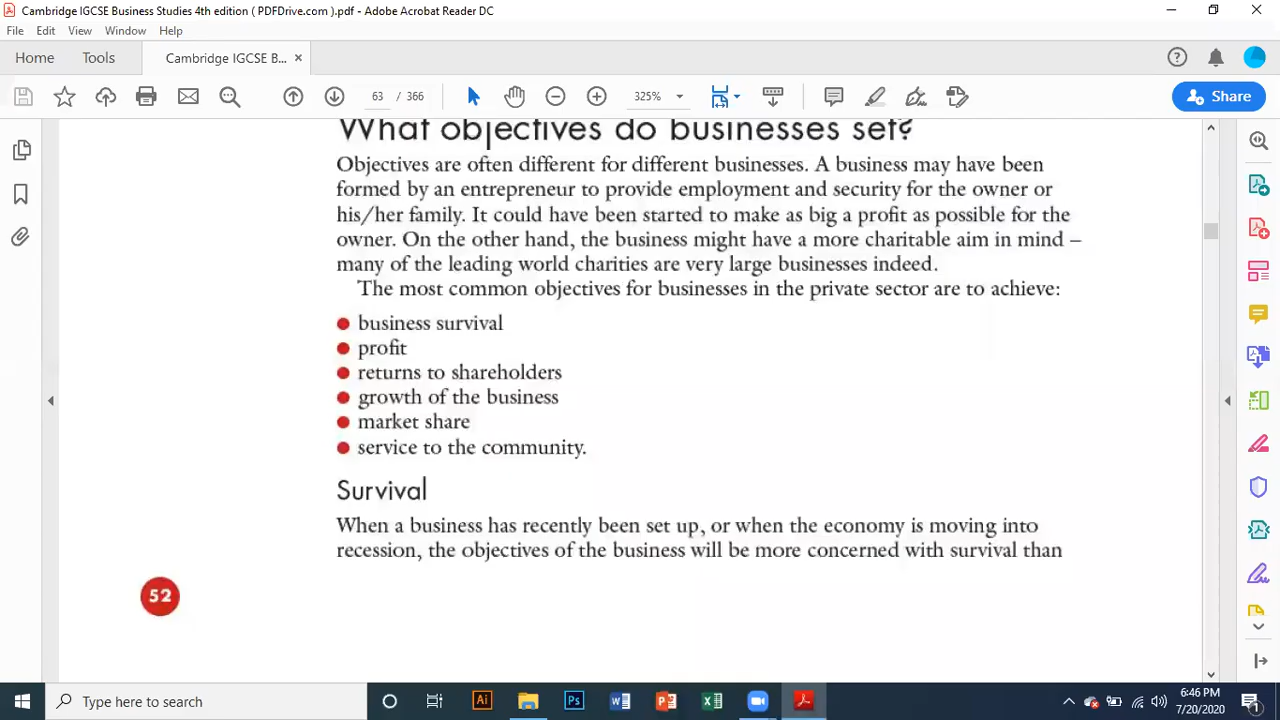 Cambridge IGCSE Business Studies 4th edition ( PDFDrive.com ).pdf - Adobe Acrobat Reader DC
File Edit View Window Help
Home Tools Cambridge IGCSE B... ×
63 / 366 325% Share
What objectives do businesses set?
Objectives are often different for different businesses. A business may have been
formed by an entrepreneur to provide employment and security for the owner or
his/her family. It could have been started to make as big a profit as possible for the
owner. On the other hand, the business might have a more charitable aim in mind –
many of the leading world charities are very large businesses indeed.
The most common objectives for businesses in the private sector are to achieve:
● business survival
● profit
● returns to shareholders
● growth of the business
● market share
● service to the community.
Survival
When a business has recently been set up, or when the economy is moving into
recession, the objectives of the business will be more concerned with survival than
52
Type here to search
Ai Ps
6:46 PM
7/20/2020
1